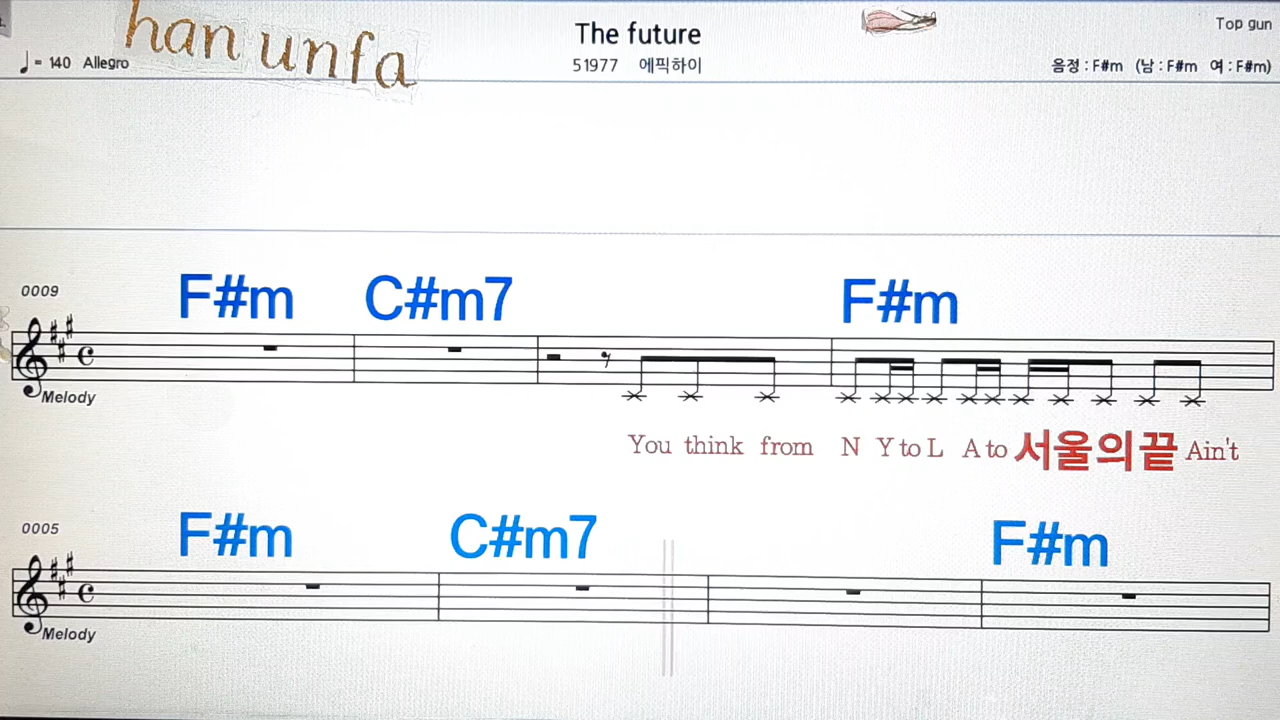 han unfa
The future
Top gun
♩= 140 Allegro
51977 에픽하이
음정 : F#m (남 : F#m 여 : F#m)
0009
F#m C#m7 F#m
Melody
You think from N Y to L A to 서울의끝 Ain't
0005
F#m C#m7 F#m
Melody